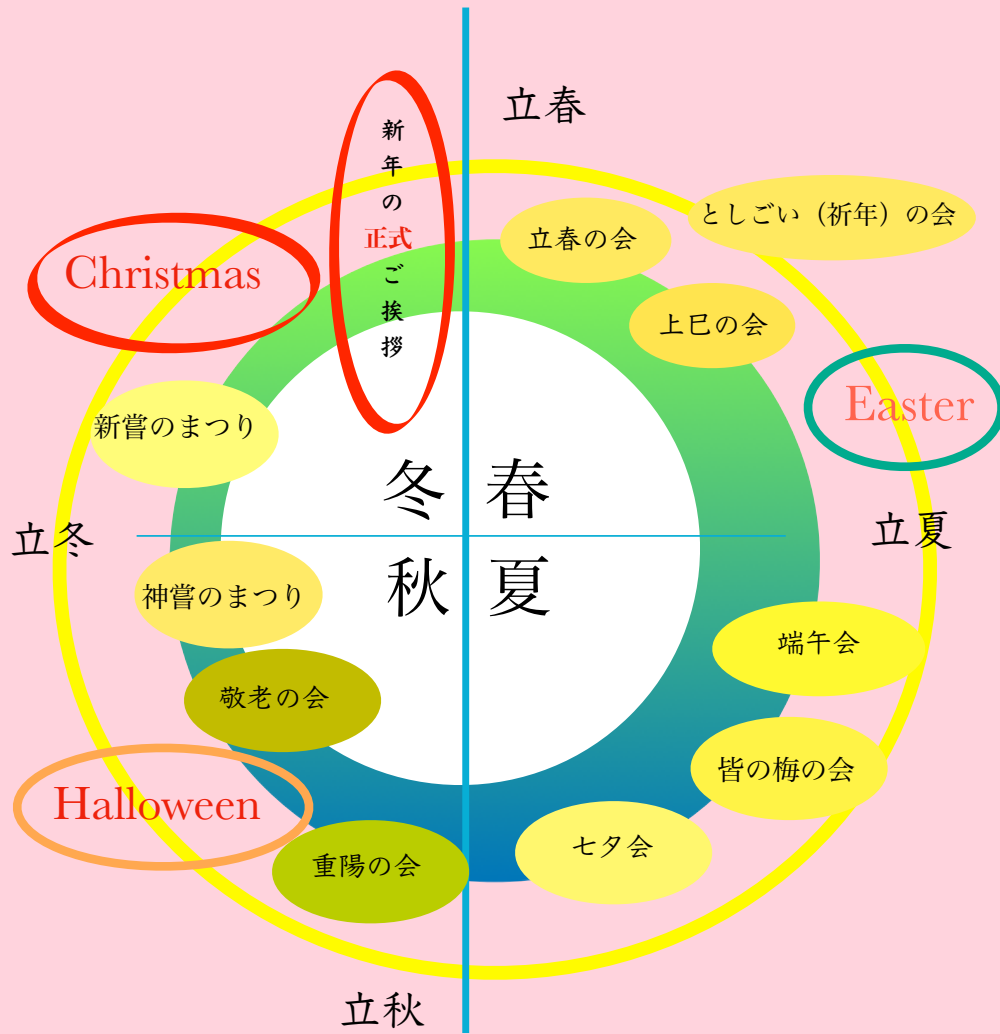 立春
新年の正式ご挨拶
としごい（祈年）の会
立春の会
Christmas
上巳の会
Easter
新嘗のまつり
冬 春
立冬
立夏
秋 夏
神嘗のまつり
端午会
敬老の会
皆の梅の会
Halloween
七夕会
重陽の会
立秋